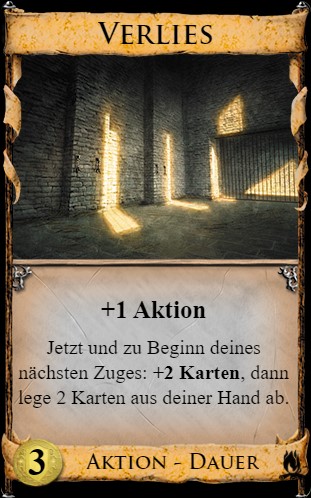 Verlies
+1 Aktion
Jetzt und zu Beginn deines
nächsten Zuges: +2 Karten, dann
lege 2 Karten aus deiner Hand ab.
3 Aktion - Dauer